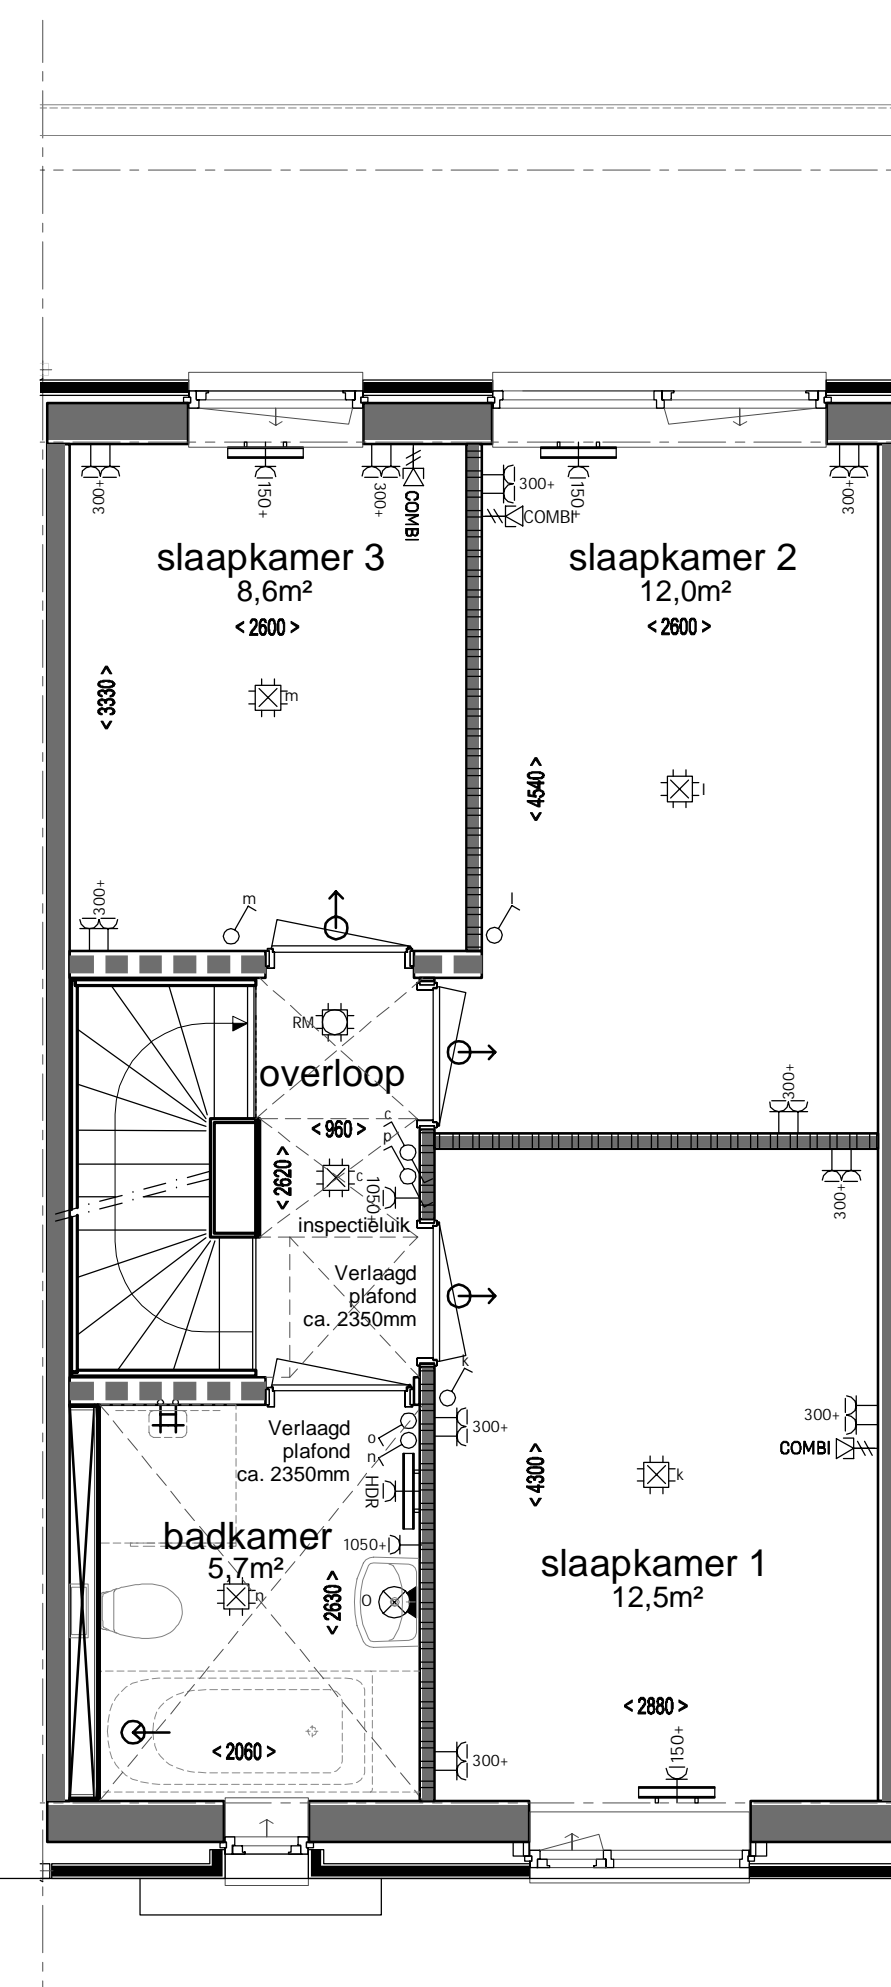 300+
150+
300+
COMBI
300+
COMBI
150+
300+
slaapkamer 3
8,6m²
< 2600 >
slaapkamer 2
12,0m²
< 2600 >
< 3330 >
m
< 4540 >
l
300+
m
l
RM
overloop
< 960 >
c
p
300+
< 2620 >
c
1050+
inspectieluik
300+
Verlaagd
plafond
ca. 2350mm
k
Verlaagd
plafond
ca. 2350mm
o
n
300+
300+
COMBI
HDR
< 4300 >
k
badkamer
5,7m²
1050+
n
< 2630 >
O
slaapkamer 1
12,5m²
< 2880 >
< 2060 >
300+
150+